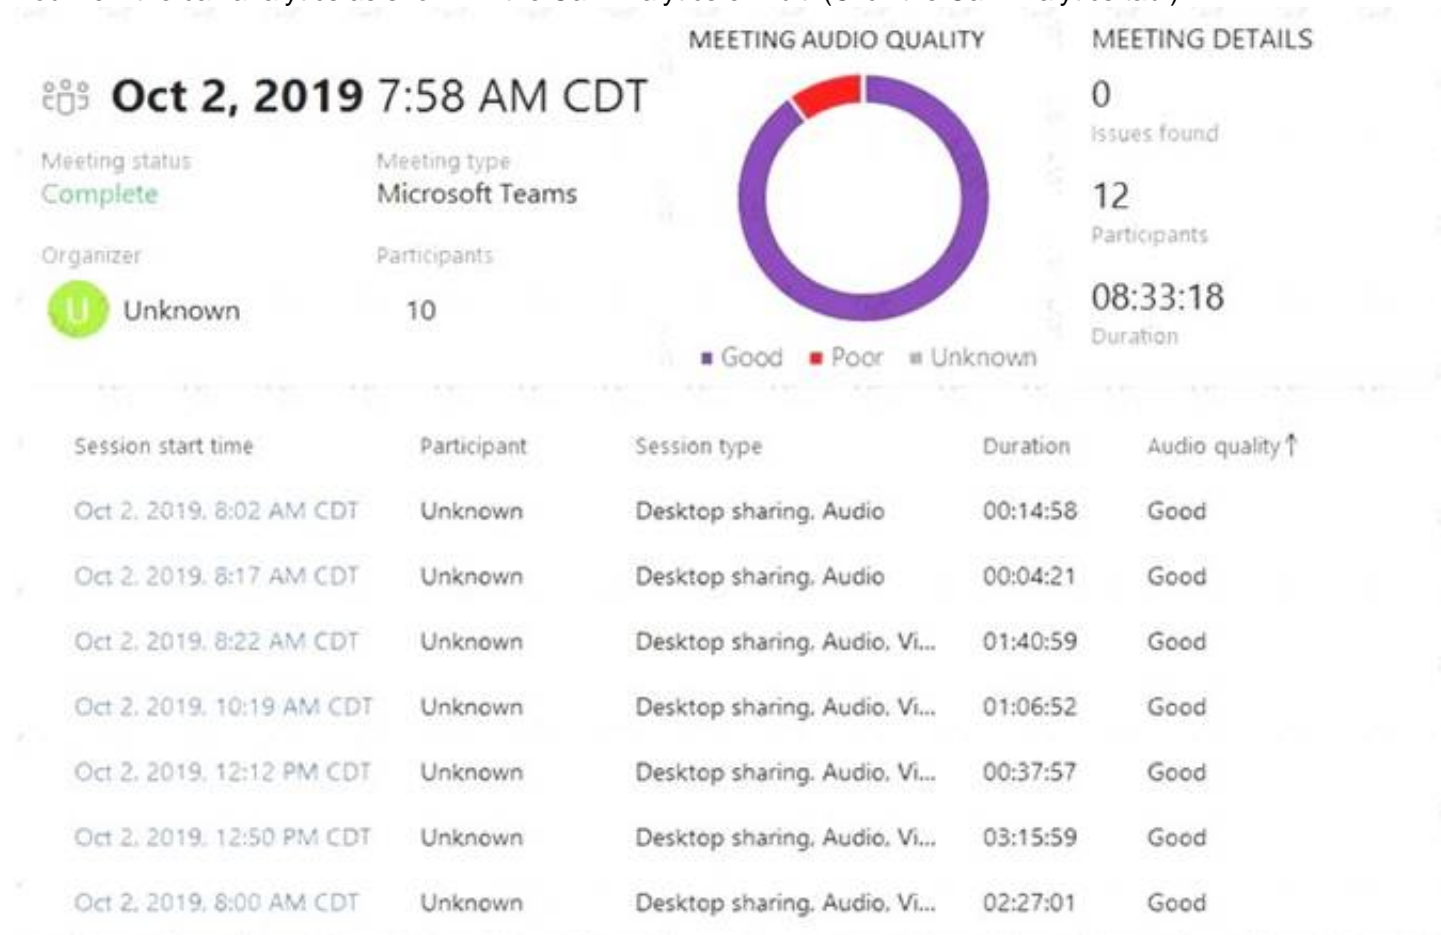 MEETING AUDIO QUALITY
MEETING DETAILS
Oct 2, 2019 7:58 AM CDT
0
Issues found
Meeting status
Meeting type
Complete
Microsoft Teams
12
Participants
Organizer
Participants
U
Unknown
10
08:33:18
Duration
Good Poor Unknown
Session start time Participant Session type Duration Audio quality↑
Oct 2, 2019, 8:02 AM CDT Unknown Desktop sharing, Audio 00:14:58 Good
Oct 2, 2019, 8:17 AM CDT Unknown Desktop sharing, Audio 00:04:21 Good
Oct 2, 2019, 8:22 AM CDT Unknown Desktop sharing, Audio, Vi... 01:40:59 Good
Oct 2, 2019, 10:19 AM CDT Unknown Desktop sharing, Audio, Vi... 01:06:52 Good
Oct 2, 2019, 12:12 PM CDT Unknown Desktop sharing, Audio, Vi... 00:37:57 Good
Oct 2, 2019, 12:50 PM CDT Unknown Desktop sharing, Audio, Vi... 03:15:59 Good
Oct 2, 2019, 8:00 AM CDT Unknown Desktop sharing, Audio, Vi... 02:27:01 Good